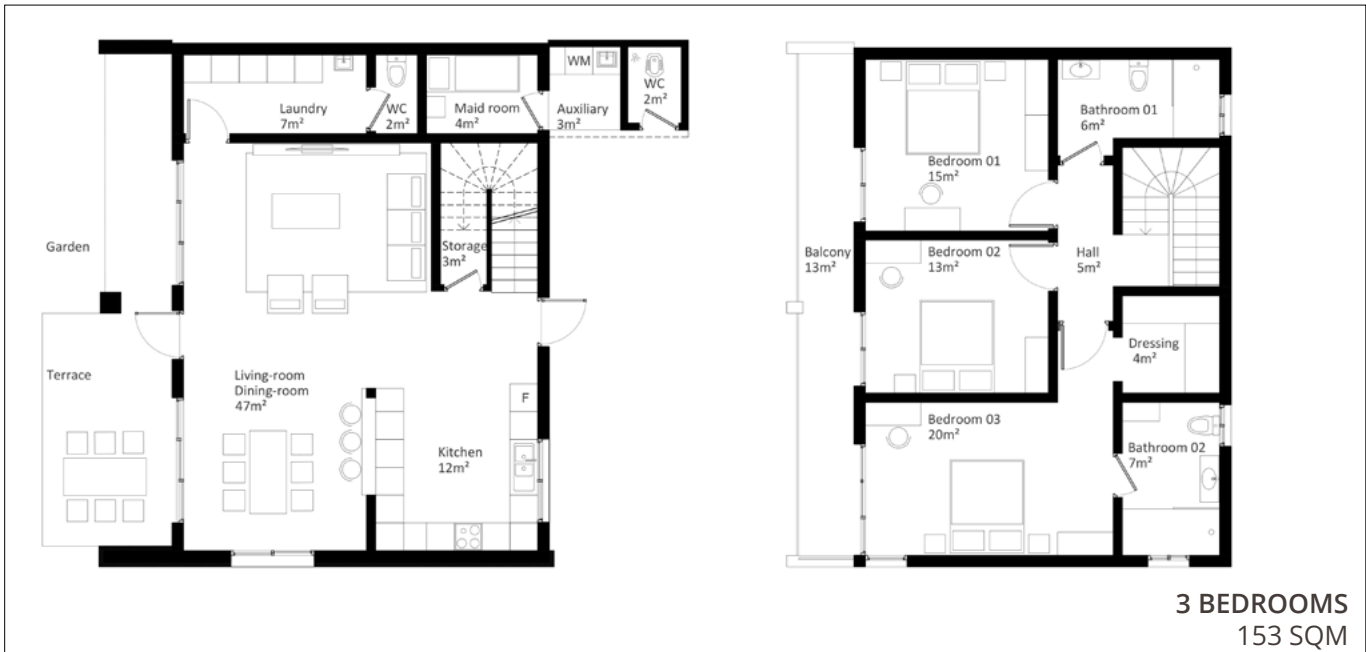 Laundry
7m²
WC
2m²
Maid room
4m²
WM
Auxiliary
3m²
WC
2m²
Garden
Storage
3m²
Terrace
Living-room
Dining-room
47m²
F
Kitchen
12m²
Bedroom 01
15m²
Bathroom 01
6m²
Balcony
13m²
Bedroom 02
13m²
Hall
5m²
Dressing
4m²
Bedroom 03
20m²
Bathroom 02
7m²
3 BEDROOMS
153 SQM